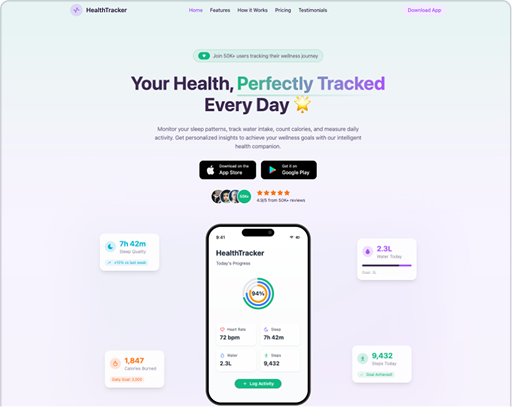 HealthTracker
Home
Features
How It Works
Pricing
Testimonials
Download App
Join 50K+ users tracking their wellness journey
Your Health, Perfectly Tracked
Every Day
Monitor your sleep patterns, track water intake, count calories, and measure daily
activity. Get personalized insights to achieve your wellness goals with our intelligent
health companion.
Download on the
App Store
Get it on
Google Play
50K+
4.9/5 from 50K+ reviews
7h 42m
Sleep Quality
+15% vs last week
2.3L
Water Today
Goal: 3L
9:41
HealthTracker
Today's Progress
94%
Heart Rate
72 bpm
Sleep
7h 42m
Water
2.3L
Steps
9,432
+ Log Activity
1,847
Calories Burned
Daily Goal: 2,000
9,432
Steps Today
Goal Achieved!